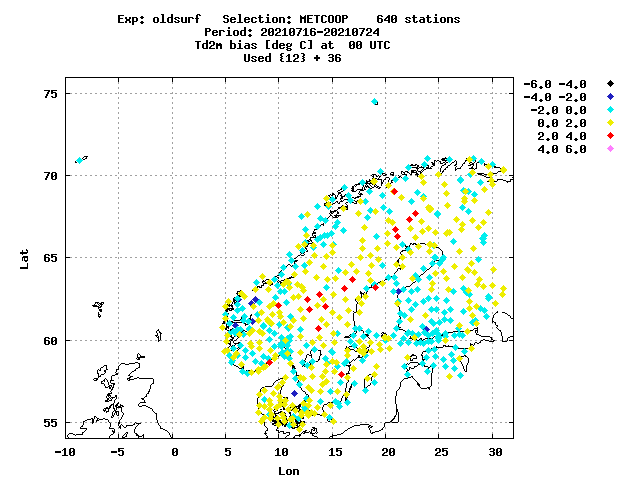 Exp: oldsurf   Selection: METCOOP    640 stations
Period: 20210716-20210724
Td2m bias [deg C] at  00 UTC
Used {12} + 36
-6.0 -4.0
-4.0 -2.0
-2.0 0.0
0.0 2.0
2.0 4.0
4.0 6.0
75
70
65
60
55
Lat
-10 -5 0 5 10 15 20 25 30
Lon